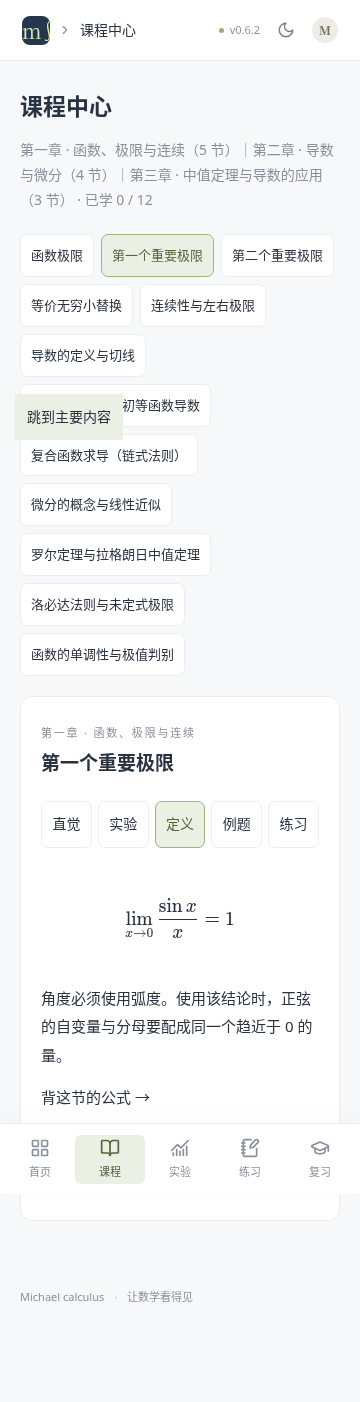 m∫
课程中心
v0.6.2
M
课程中心
第一章 · 函数、极限与连续（5 节）｜第二章 · 导数
与微分（4 节）｜第三章 · 中值定理与导数的应用
（3 节） · 已学 0 / 12
函数极限
第一个重要极限
第二个重要极限
等价无穷小替换
连续性与左右极限
导数的定义与切线
初等函数导数
跳到主要内容
复合函数求导（链式法则）
微分的概念与线性近似
罗尔定理与拉格朗日中值定理
洛必达法则与未定式极限
函数的单调性与极值判别
第一章 · 函数、极限与连续
第一个重要极限
直觉
实验
定义
例题
练习
lim x→0 sin x / x = 1
角度必须使用弧度。使用该结论时，正弦
的自变量与分母要配成同一个趋近于 0 的
量。
背这节的公式 →
首页
课程
实验
练习
复习
Michael calculus · 让数学看得见